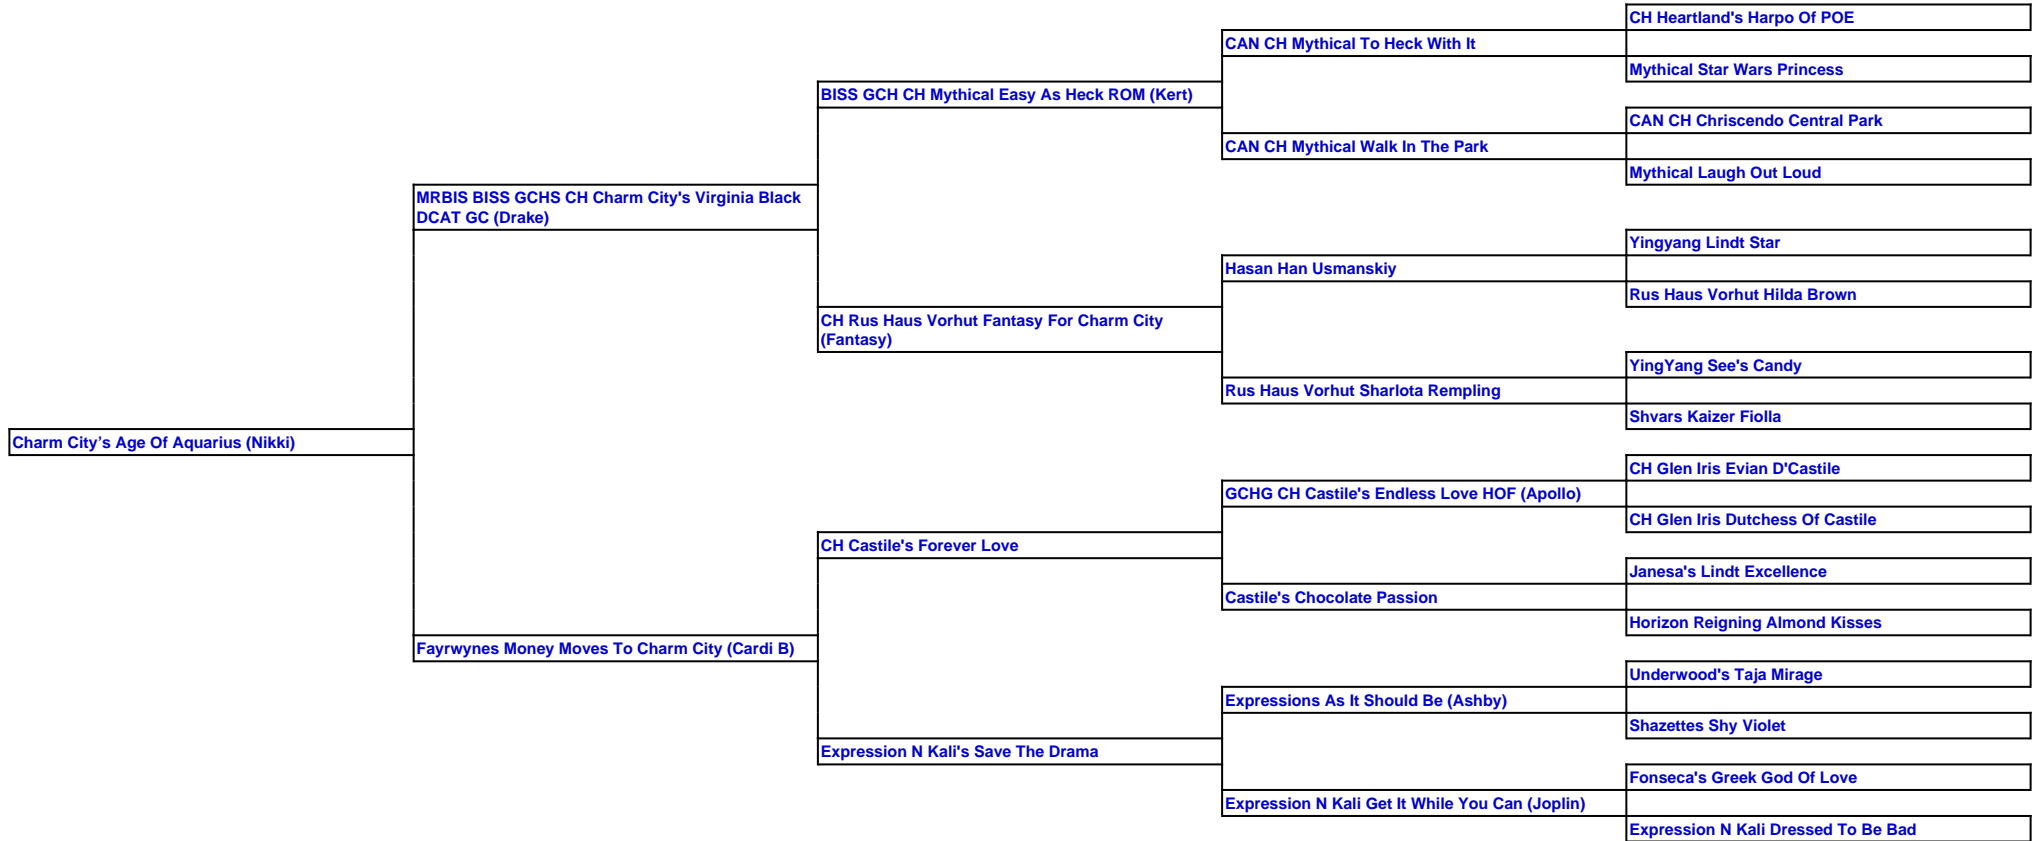 CH Heartland's Harpo Of POE
CAN CH Mythical To Heck With It
Mythical Star Wars Princess
BISS GCH CH Mythical Easy As Heck ROM (Kert)
CAN CH Chriscendo Central Park
CAN CH Mythical Walk In The Park
Mythical Laugh Out Loud
MRBIS BISS GCHS CH Charm City's Virginia Black
DCAT GC (Drake)
Yingyang Lindt Star
Hasan Han Usmanskiy
Rus Haus Vorhut Hilda Brown
CH Rus Haus Vorhut Fantasy For Charm City
(Fantasy)
YingYang See's Candy
Rus Haus Vorhut Sharlota Rempling
Shvars Kaizer Fiolla
Charm City’s Age Of Aquarius (Nikki)
CH Glen Iris Evian D'Castile
GCHG CH Castile's Endless Love HOF (Apollo)
CH Glen Iris Dutchess Of Castile
CH Castile's Forever Love
Janesa's Lindt Excellence
Castile's Chocolate Passion
Horizon Reigning Almond Kisses
Fayrwynes Money Moves To Charm City (Cardi B)
Underwood's Taja Mirage
Expressions As It Should Be (Ashby)
Shazettes Shy Violet
Expression N Kali's Save The Drama
Fonseca's Greek God Of Love
Expression N Kali Get It While You Can (Joplin)
Expression N Kali Dressed To Be Bad